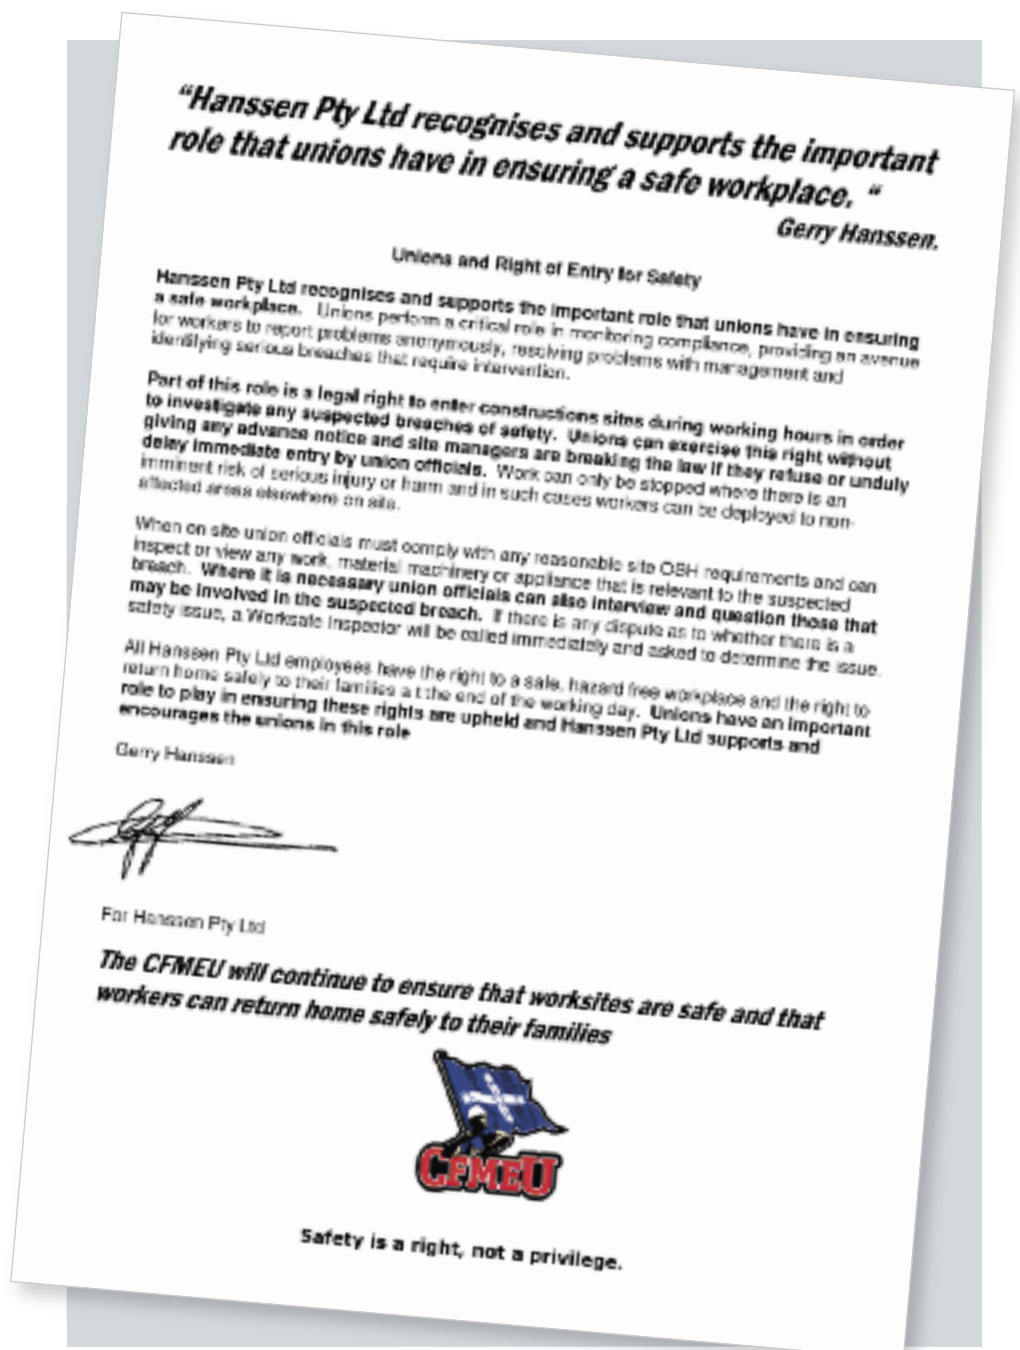 “Hanssen Pty Ltd recognises and supports the important
role that unions have in ensuring a safe workplace. “
Gerry Hanssen.
Unions and Right of Entry for Safety
Hanssen Pty Ltd recognises and supports the important role that unions have in ensuring
a safe workplace. Unions perform a critical role in monitoring compliance, providing an avenue
for workers to report problems anonymously, resolving problems with management and
identifying serious breaches that require intervention.
Part of this role is a legal right to enter constructions sites during working hours in order
to investigate any suspected breaches of safety. Unions can exercise this right without
giving any advance notice and site managers are breaking the law if they refuse or unduly
delay immediate entry by union officials. Work can only be stopped where there is an
imminent risk of serious injury or harm and in such cases workers can be deployed to non-
affected areas elsewhere on site.
When on site union officials must comply with any reasonable site OSH requirements and can
inspect or view any work, material machinery or appliance that is relevant to the suspected
breach. Where it is necessary union officials can also interview and question those that
may be involved in the suspected breach. If there is any dispute as to whether there is a
safety issue, a Worksafe Inspector will be called immediately and asked to determine the issue.
All Hanssen Pty Ltd employees have the right to a safe, hazard free workplace and the right to
return home safely to their families a t the end of the working day. Unions have an important
role to play in ensuring these rights are upheld and Hanssen Pty Ltd supports and
encourages the unions in this role
Gerry Hanssen
For Hanssen Pty Ltd
The CFMEU will continue to ensure that worksites are safe and that
workers can return home safely to their families
CFMEU
Safety is a right, not a privilege.